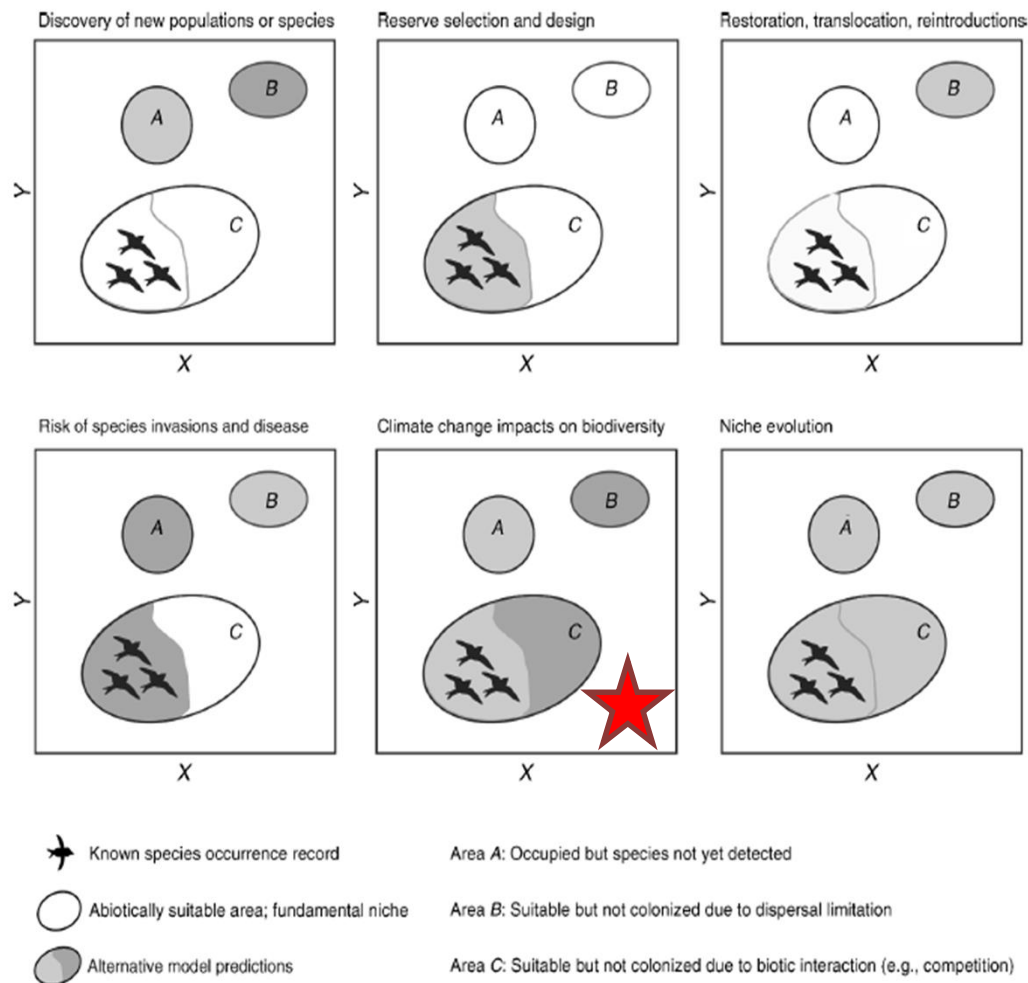 Discovery of new populations or species
Reserve selection and design
Restoration, translocation, reintroductions
A
B
C
Y
X
A
B
C
Y
X
A
B
C
Y
X
Risk of species invasions and disease
Climate change impacts on biodiversity
Niche evolution
A
B
C
Y
X
A
B
C
Y
X
A
B
C
Y
X
Known species occurrence record
Area A: Occupied but species not yet detected
Abiotically suitable area; fundamental niche
Area B: Suitable but not colonized due to dispersal limitation
Alternative model predictions
Area C: Suitable but not colonized due to biotic interaction (e.g., competition)